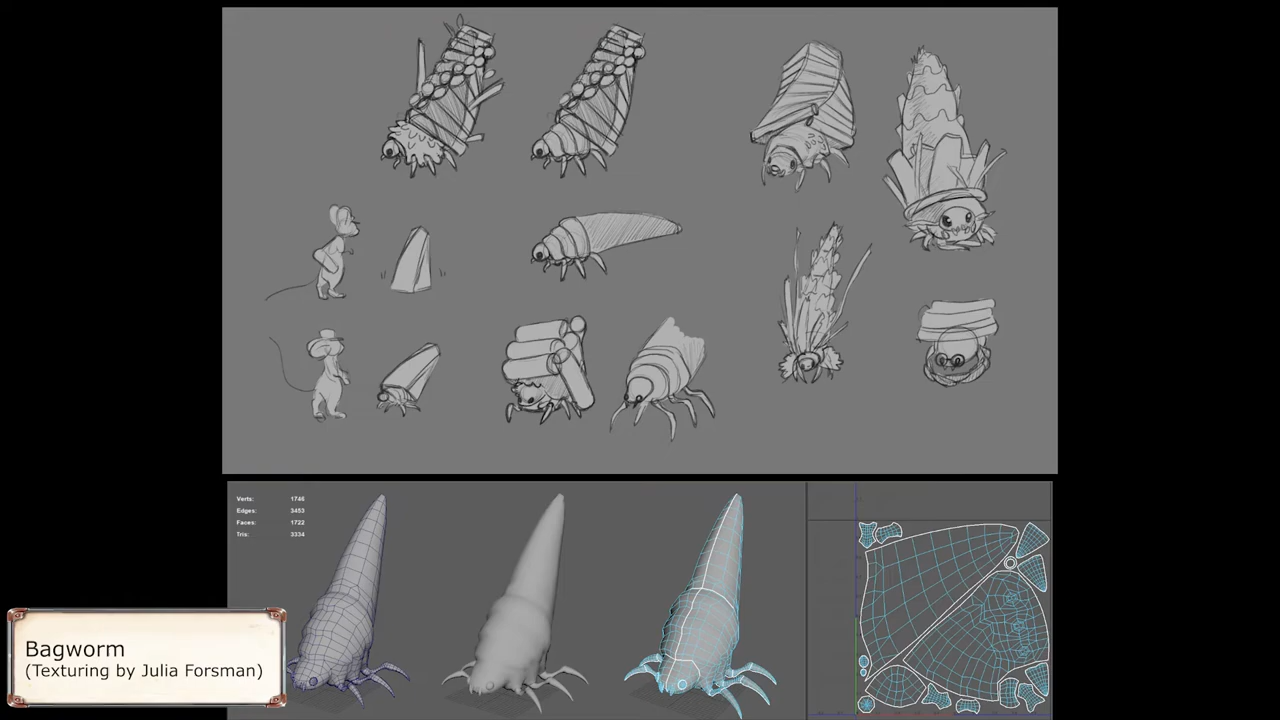 Verts: 1746
Edges: 3453
Faces: 1722
Tris: 3334
Bagworm
(Texturing by Julia Forsman)